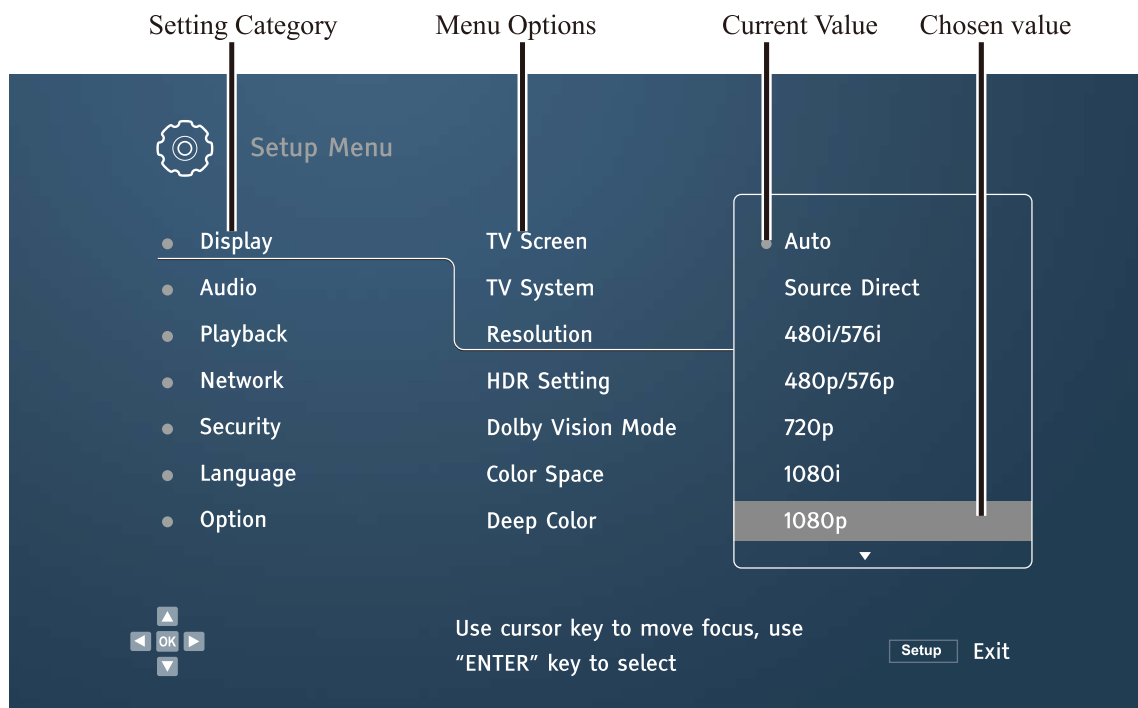 Setting Category
Menu Options
Current Value
Chosen value
Setup Menu
Display
Audio
Playback
Network
Security
Language
Option
TV Screen
TV System
Resolution
HDR Setting
Dolby Vision Mode
Color Space
Deep Color
Auto
Source Direct
480i/576i
480p/576p
720p
1080i
1080p
OK
Use cursor key to move focus, use
“ENTER” key to select
Setup
Exit